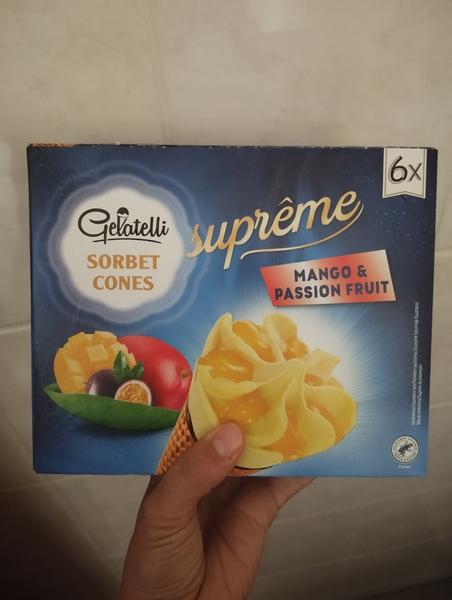 6x
Gelatelli
SORBET
CONES
suprême
MANGO &
PASSION FRUIT